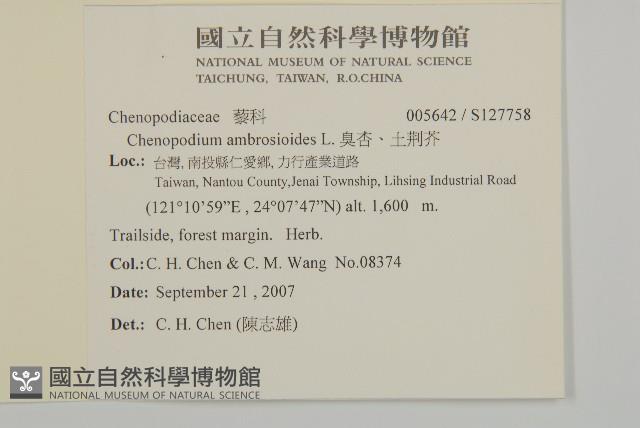 國立自然科學博物館
NATIONAL MUSEUM OF NATURAL SCIENCE
TAICHUNG, TAIWAN, R.O.CHINA
Chenopodiaceae 藜科 005642 / S127758
Chenopodium ambrosioides L. 臭杏、土荆芥
Loc.: 台灣, 南投縣仁愛鄉, 力行產業道路
Taiwan, Nantou County,Jenai Township, Lihsing Industrial Road
(121°10'59"E , 24°07'47"N) alt. 1,600 m.
Trailside, forest margin. Herb.
Col.: C. H. Chen & C. M. Wang No.08374
Date: September 21 , 2007
Det.: C. H. Chen (陳志雄)
國立自然科學博物館
NATIONAL MUSEUM OF NATURAL SCIENCE